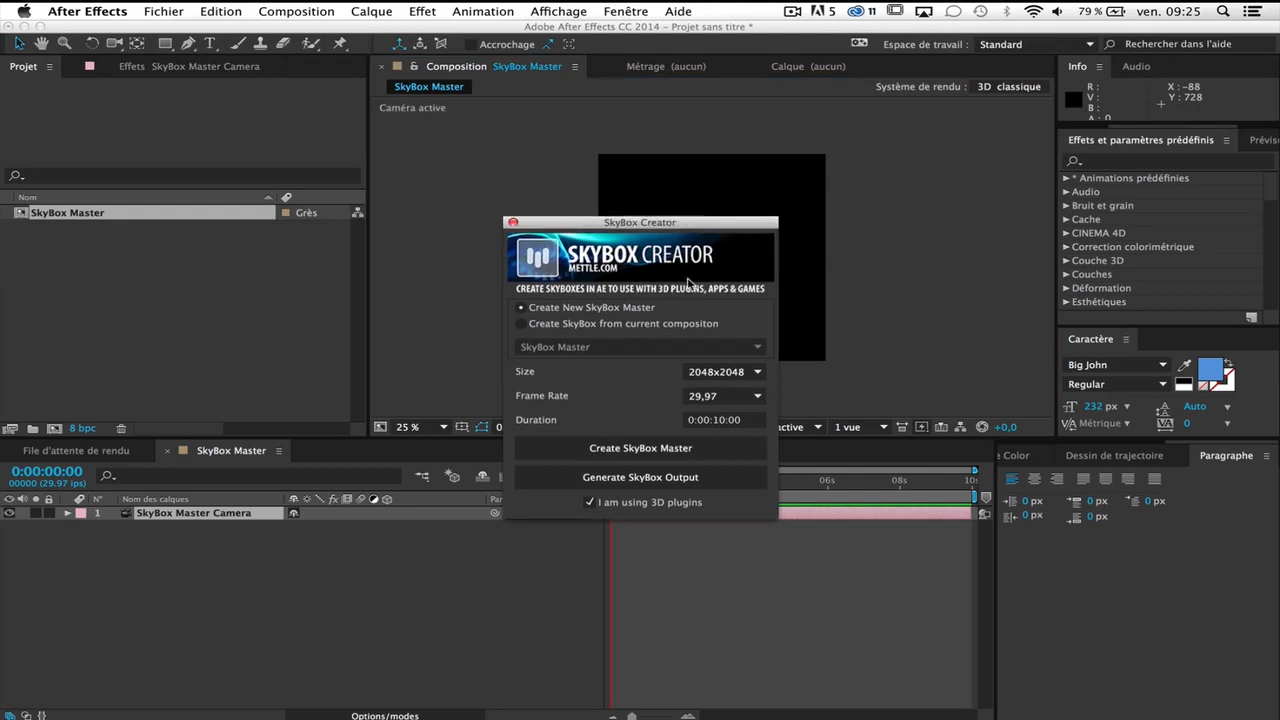 After Effects Fichier Edition Composition Calque Effet Animation Affichage Fenêtre Aide 5 11 79 % ven. 09:25
Adobe After Effects CC 2014 - Projet sans titre *
T Accrochage Espace de travail : Standard Rechercher dans l'aide
Projet Effets SkyBox Master Camera Composition SkyBox Master Métrage (aucun) Calque (aucun) Info Audio
SkyBox Master Système de rendu : 3D classique
Caméra active
R :
V :
B :
A : 0
X : -88
Y : 728
Effets et paramètres prédéfinis Prévis
* Animations prédéfinies
Audio
Bruit et grain
Cache
CINEMA 4D
Correction colorimétrique
Couche 3D
Couches
Déformation
Esthétiques
Nom
SkyBox Master Grès
SkyBox Creator
SKYBOX CREATOR
METTLE.COM
CREATE SKYBOXES IN AE TO USE WITH 3D PLUGINS, APPS & GAMES
Create New SkyBox Master
Create SkyBox from current compositon
SkyBox Master
Size 2048x2048
Frame Rate 29,97
Duration 0:00:10:00
Create SkyBox Master
Generate SkyBox Output
I am using 3D plugins
Caractère
Big John
Regular
232 px Auto
Métrique 0
8 bpc 25 % active 1 vue +0,0
File d'attente de rendu SkyBox Master
0:00:00:00
00000 (29.97 ips)
06s 08s 10s
N° Nom des calques
1 SkyBox Master Camera
Color Dessin de trajectoire Paragraphe
0 px 0 px 0 px
0 px 0 px
Options/modes